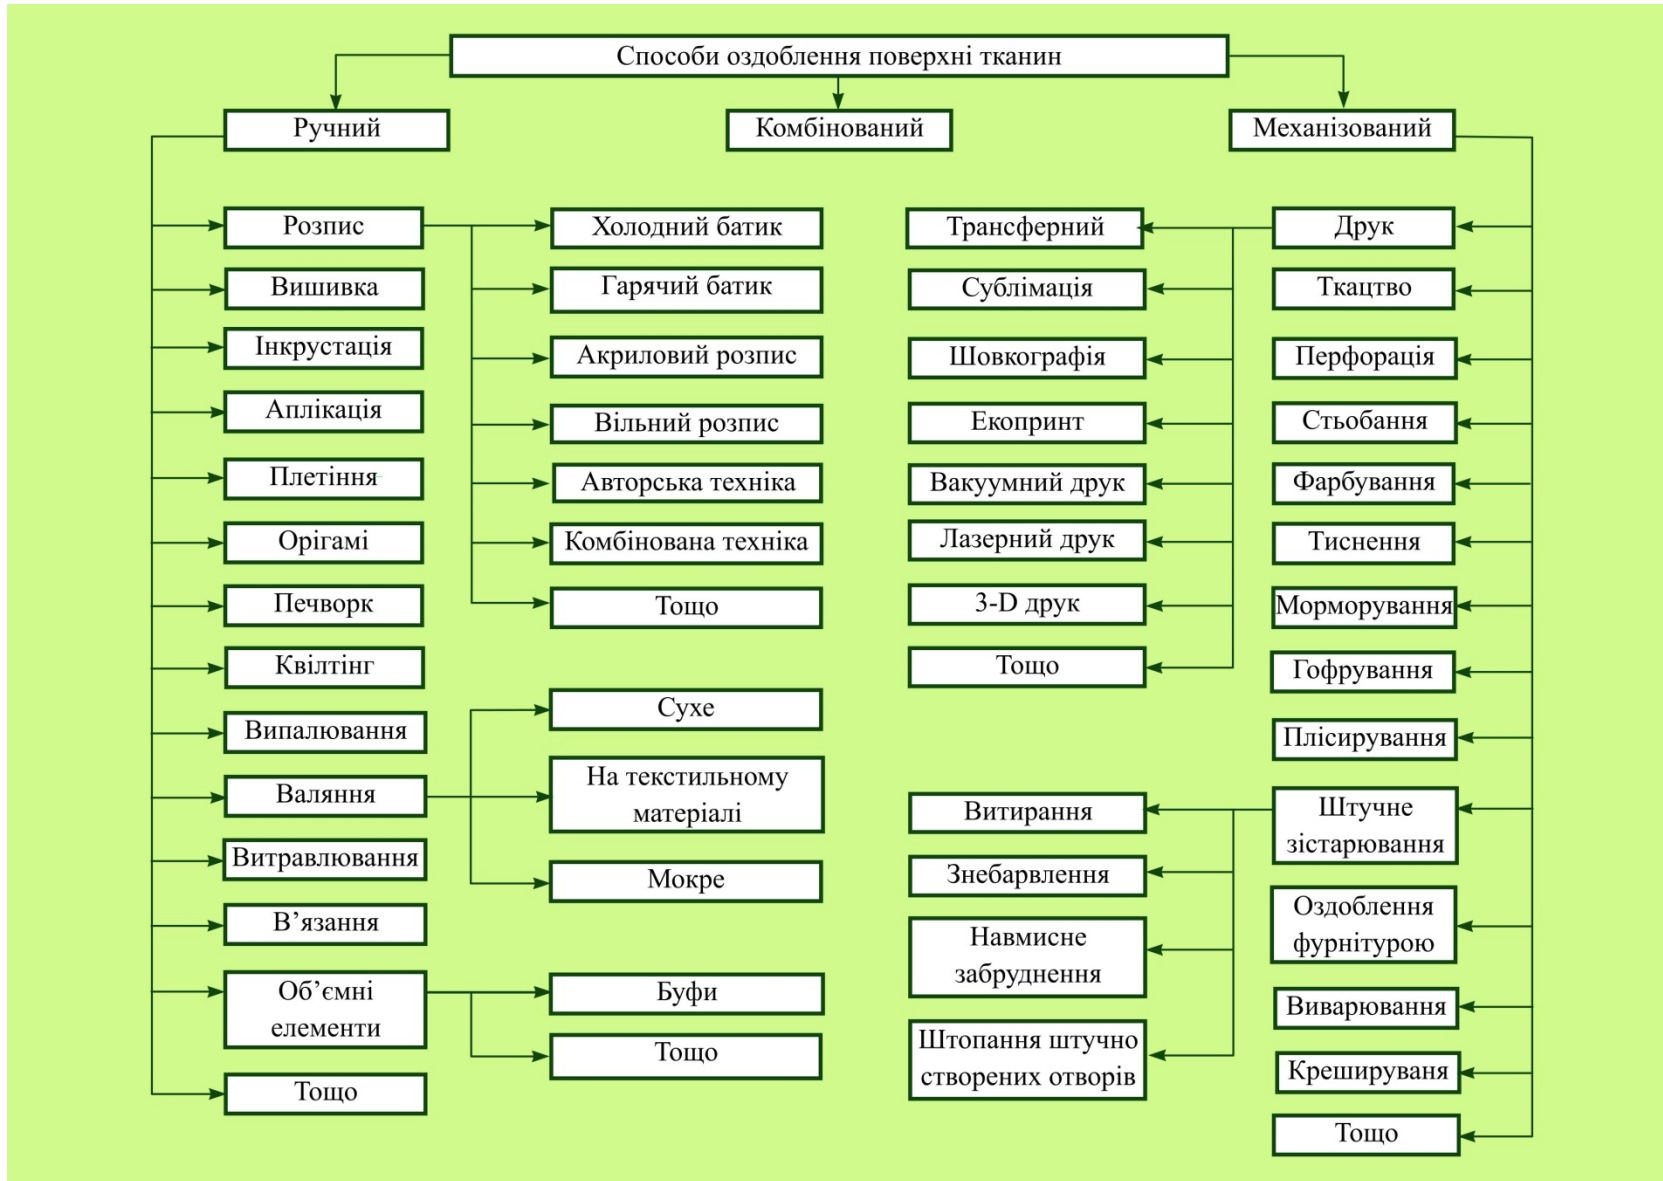 Способи оздоблення поверхні тканин
Ручний
Комбінований
Механізований
Розпис
Вишивка
Інкрустація
Аплікація
Плетіння
Орігамі
Печворк
Квілтінг
Випалювання
Валяння
Витравлювання
В’язання
Об’ємні
елементи
Тощо
Холодний батик
Гарячий батик
Акриловий розпис
Вільний розпис
Авторська техніка
Комбінована техніка
Тощо
Сухе
На текстильному
матеріалі
Мокре
Буфи
Тощо
Трансферний
Сублімація
Шовкографія
Екопринт
Вакуумний друк
Лазерний друк
3-D друк
Тощо
Витирання
Знебарвлення
Навмисне
забруднення
Штопання штучно
створених отворів
Друк
Ткацтво
Перфорація
Стьобання
Фарбування
Тиснення
Морморування
Гофрування
Плісирування
Штучне
зістарювання
Оздоблення
фурнітурою
Виварювання
Крешируваня
Тощо